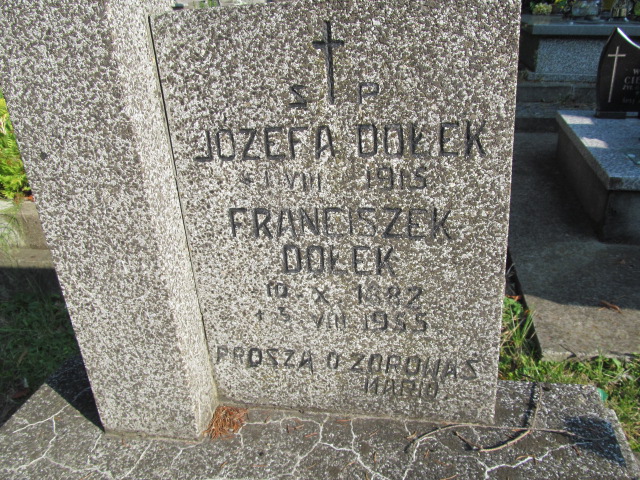 Ś P
JÓZEFA DOŁEK
+ 1 VIII 1915
FRANCISZEK
DOŁEK
10 - X - 1882
+ 5 VIII 1955
PROSZĄ O ZDROWAŚ
MARIO